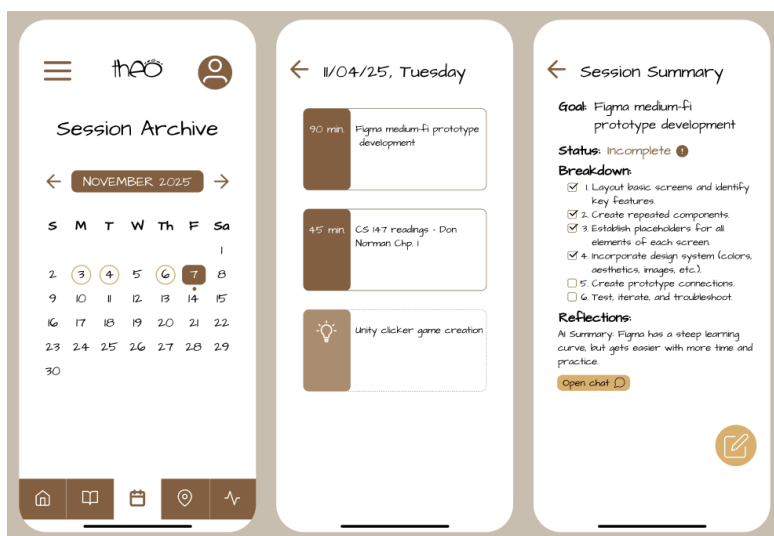 theo
Session Archive
NOVEMBER 2025
S M T W Th F Sa
1
2 3 4 5 6 7 8
9 10 11 12 13 14 15
16 17 18 19 20 21 22
23 24 25 26 27 28 29
30
11/04/25, Tuesday
90 min.
Figma medium-fi prototype
development
45 min.
CS 147 readings - Don
Norman Chp. 1
Unity clicker game creation
Session Summary
Goal: Figma medium-fi
prototype development
Status: Incomplete
Breakdown:
1. Layout basic screens and identify
key features.
2. Create repeated components.
3. Establish placeholders for all
elements of each screen.
4. Incorporate design system (colors,
aesthetics, images, etc.).
5. Create prototype connections.
6. Test, iterate, and troubleshoot.
Reflections:
AI Summary: Figma has a steep learning
curve, but gets easier with more time and
practice.
Open chat